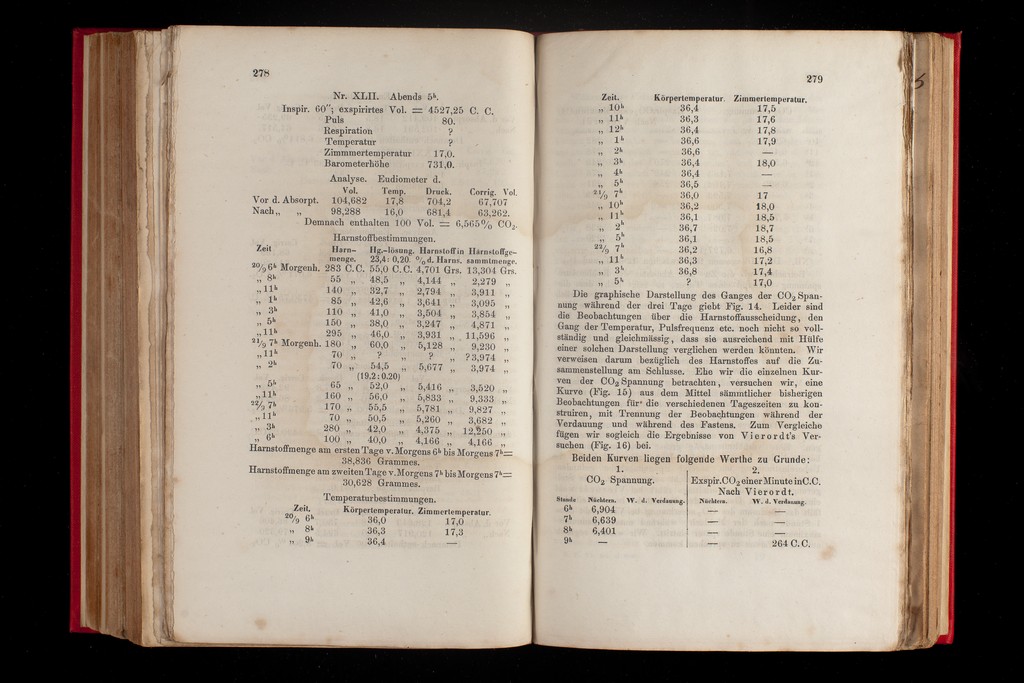 278
Nr. XLII. Abends 5h.
Inspir. 60″; exspirirtes Vol. = 4527,25 C. C.
Puls 80.
Respiration ?
Temperatur ?
Zimmmertemperatur 17,0.
Barometerhöhe 731,0.
Analyse. Eudiometer d.
Vol. Temp. Druck. Corrig. Vol.
Vor d. Absorpt. 104,682 17,8 704,2 67,707
Nach „ „ 98,288 16,0 681,4 63,262.
Demnach enthalten 100 Vol. = 6,565% CO2.
Harnstoffbestimmungen.
Zeit Harn- Hg.-lösung. Harnstoff in Harnstoffge-
menge. 23,4: 0,20. % d. Harns. sammtmenge.
20/9 6h Morgenh. 283 C.C. 55,0 C.C. 4,701 Grs. 13,304 Grs.
„ 8h 55 „ 48,5 „ 4,144 „ 2,279 „
„ 11h 140 „ 32,7 „ 2,794 „ 3,911 „
„ 1h 85 „ 42,6 „ 3,641 „ 3,095 „
„ 3h 110 „ 41,0 „ 3,504 „ 3,854 „
„ 5h 150 „ 38,0 „ 3,247 „ 4,871 „
„ 11h 295 „ 46,0 „ 3,931 „ 11,596 „
21/9 7h Morgenh. 180 „ 60,0 „ 5,128 „ 9,230 „
„ 11h 70 „ ? „ ? „ ?3,974 „
„ 2h 70 „ 54,5 „ 5,677 „ 3,974 „
(19.2:0.20)
„ 5h 65 „ 52,0 „ 5,416 „ 3,520 „
„ 11h 160 „ 56,0 „ 5,833 „ 9,333 „
22/9 7h 170 „ 55,5 „ 5,781 „ 9,827 „
„ 11h 70 „ 50,5 „ 5,260 „ 3,682 „
„ 3h 280 „ 42,0 „ 4,375 „ 12,250 „
„ 6h 100 „ 40,0 „ 4,166 „ 4,166 „
Harnstoffmenge am ersten Tage v. Morgens 6h bis Morgens 7h=
38,836 Grammes.
Harnstoffmenge am zweiten Tage v. Morgens 7h bis Morgens 7h=
30,628 Grammes.
Temperaturbestimmungen.
Zeit. Körpertemperatur. Zimmertemperatur.
20/9 6h 36,0 17,0
„ 8h 36,3 17,3
„ 9h 36,4 —
279
Zeit. Körpertemperatur. Zimmertemperatur.
„ 10h 36,4 17,5
„ 11h 36,3 17,6
„ 12h 36,4 17,8
„ 1h 36,6 17,9
„ 2h 36,6 —
„ 3h 36,4 18,0
„ 4h 36,4 —
„ 5h 36,5 —
21/9 7h 36,0 17
„ 10h 36,2 18,0
„ 11h 36,1 18,5
„ 2h 36,7 18,7
„ 5h 36,1 18,5
22/9 7h 36,2 16,8
„ 11h 36,3 17,2
„ 3h 36,8 17,4
„ 5h ? 17,0
Die graphische Darstellung des Ganges der CO2 Span-
nung während der drei Tage giebt Fig. 14. Leider sind
die Beobachtungen über die Harnstoffausscheidung, den
Gang der Temperatur, Pulsfrequenz etc. noch nicht so voll-
ständig und gleichmässig, dass sie ausreichend mit Hülfe
einer solchen Darstellung verglichen werden könnten. Wir
verweisen darum bezüglich des Harnstoffes auf die Zu-
sammenstellung am Schlusse. Ehe wir die einzelnen Kur-
ven der CO2 Spannung betrachten, versuchen wir, eine
Kurve (Fig. 15) aus dem Mittel sämmtlicher bisherigen
Beobachtungen für die verschiedenen Tageszeiten zu kon-
struiren, mit Trennung der Beobachtungen während der
Verdauung und während des Fastens. Zum Vergleiche
fügen wir sogleich die Ergebnisse von Vierordt's Ver-
suchen (Fig. 16) bei.
Beiden Kurven liegen folgende Werthe zu Grunde:
1. 2.
CO2 Spannung. Exspir. CO2 einer Minute in C.C.
Nach Vierordt.
Stunde Nüchtern. W. d. Verdauung. Nüchtern. W. d. Verdauung.
6h 6,904 — —
7h 6,639 — —
8h 6,401 — —
9h — — 264 C.C.